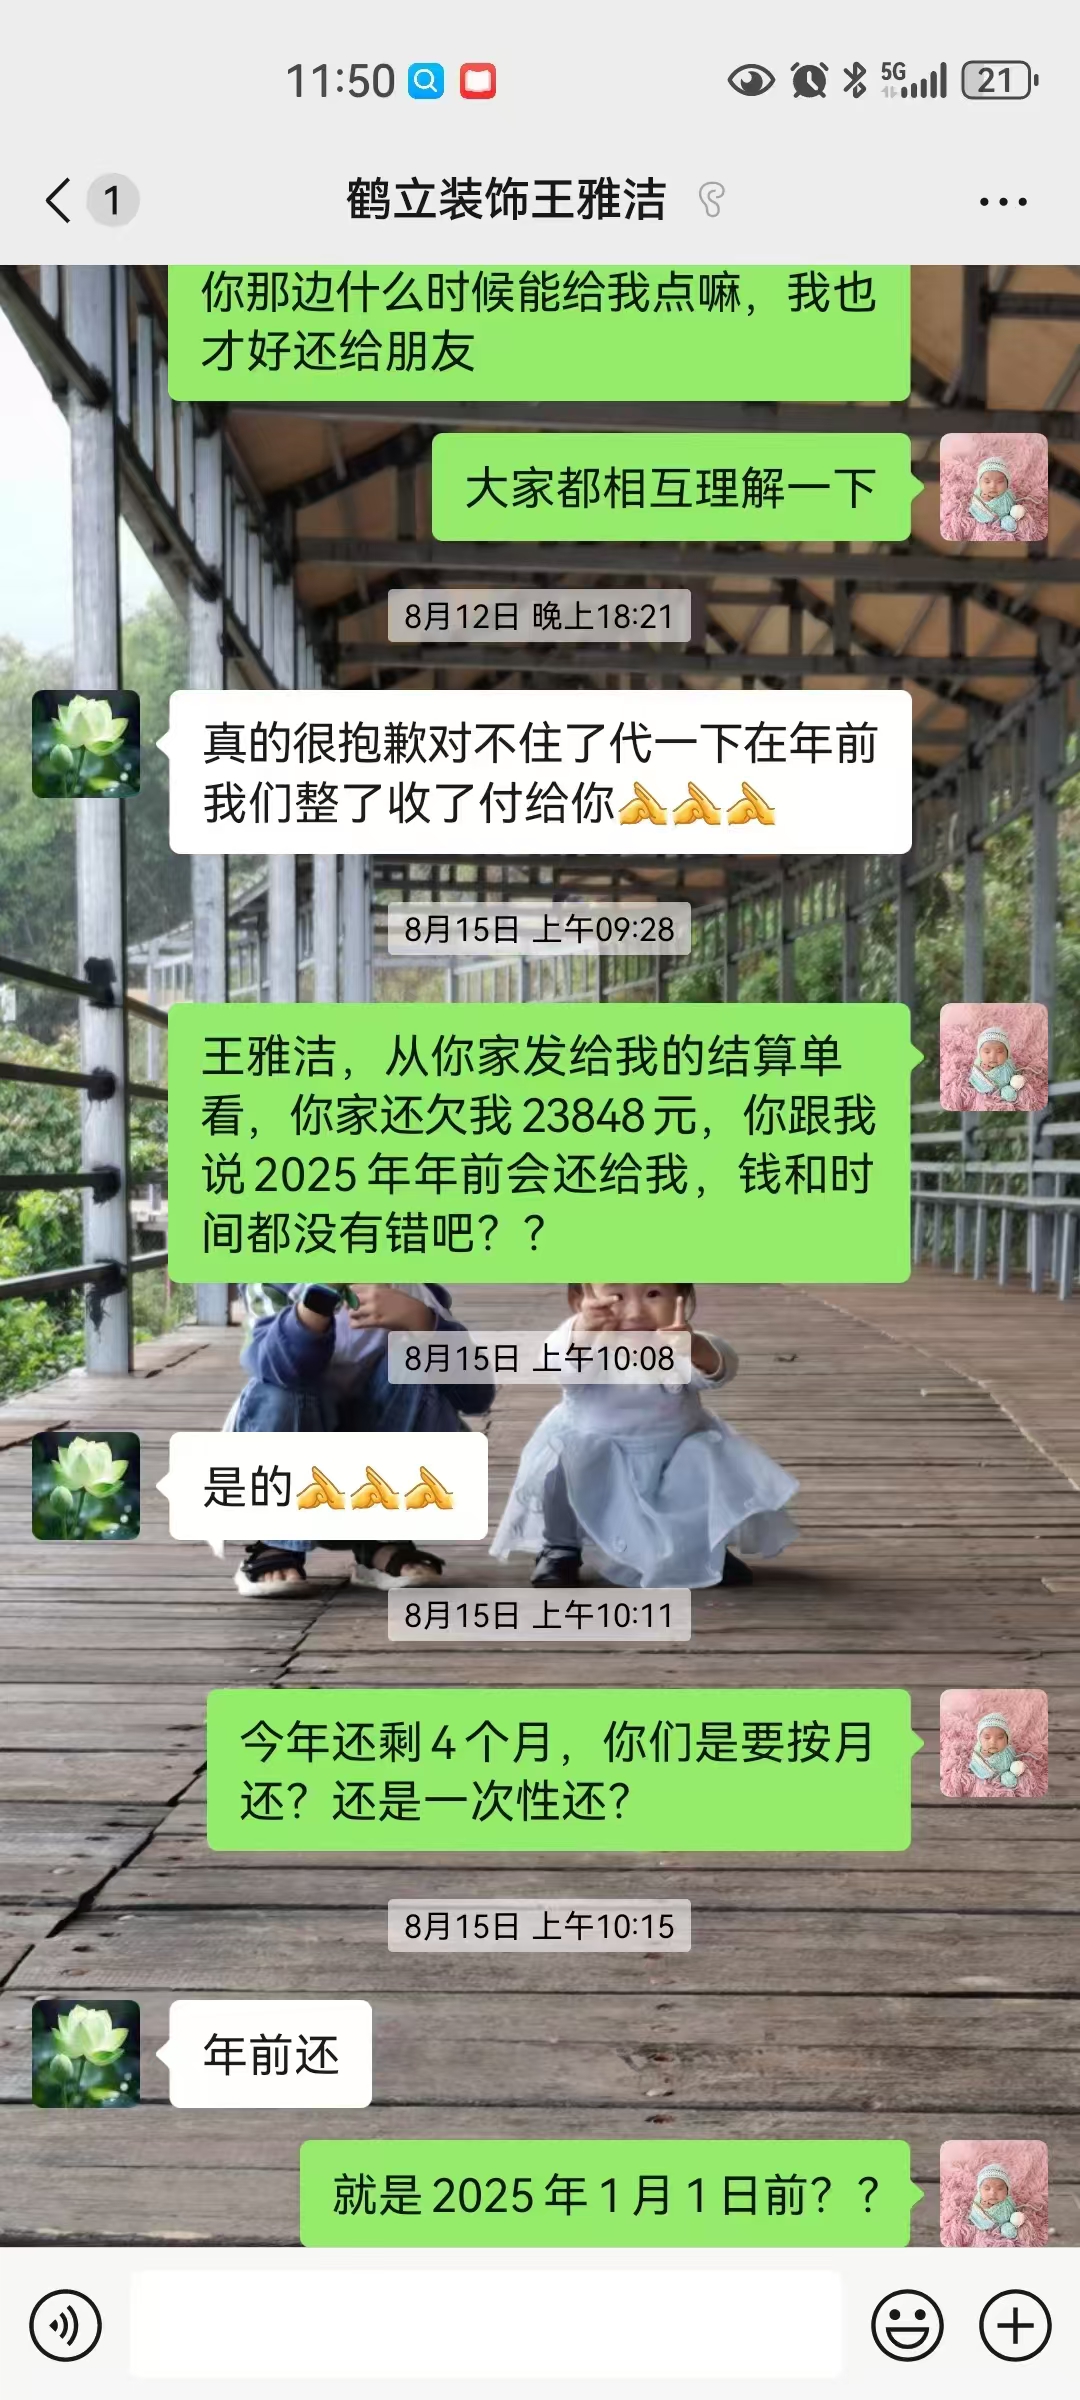 11:50
5G
21
1
鹤立装饰王雅洁
你那边什么时候能给我点嘛，我也
才好还给朋友
大家都相互理解一下
8月12日 晚上18:21
真的很抱歉对不住了代一下在年前
我们整了收了付给你
8月15日 上午09:28
王雅洁，从你家发给我的结算单
看，你家还欠我23848元，你跟我
说2025年年前会还给我，钱和时
间都没有错吧？？
8月15日 上午10:08
是的
8月15日 上午10:11
今年还剩4个月，你们是要按月
还？还是一次性还？
8月15日 上午10:15
年前还
就是2025年1月1日前？？